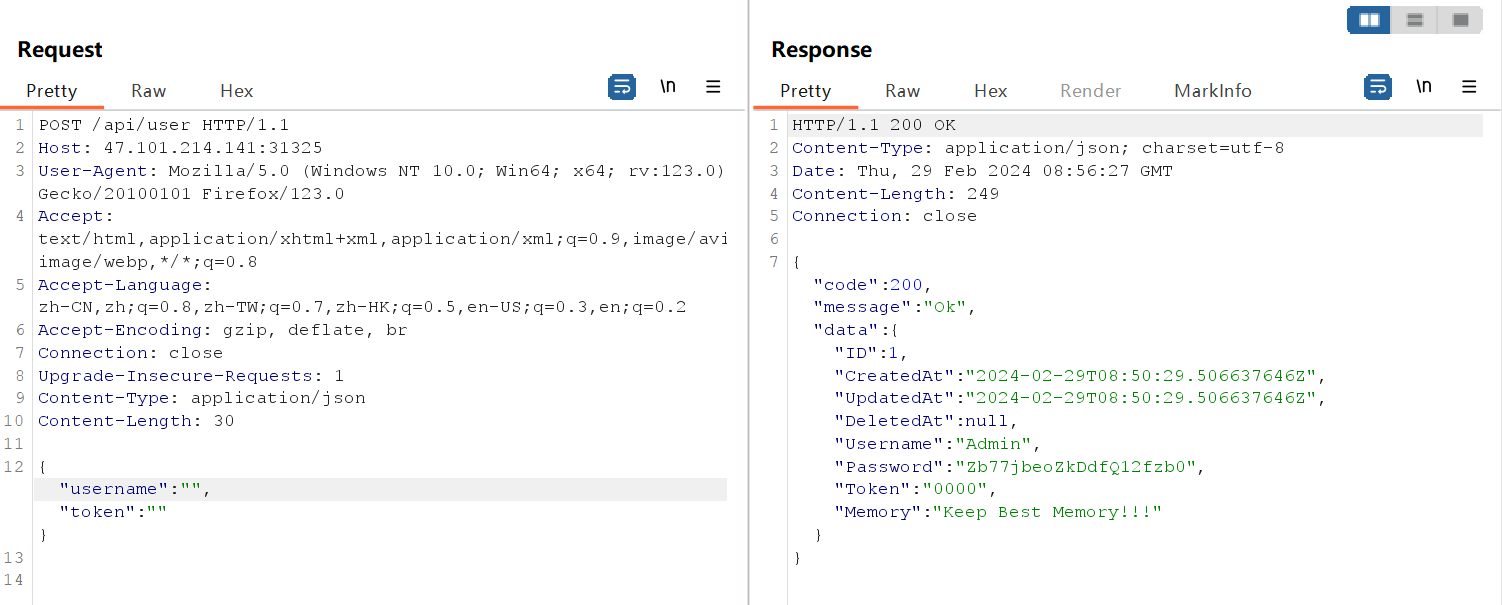 Request
Pretty Raw Hex \n
1 POST /api/user HTTP/1.1
2 Host: 47.101.214.141:31325
3 User-Agent: Mozilla/5.0 (Windows NT 10.0; Win64; x64; rv:123.0)
Gecko/20100101 Firefox/123.0
4 Accept:
text/html,application/xhtml+xml,application/xml;q=0.9,image/avi
image/webp,*/*;q=0.8
5 Accept-Language:
zh-CN,zh;q=0.8,zh-TW;q=0.7,zh-HK;q=0.5,en-US;q=0.3,en;q=0.2
6 Accept-Encoding: gzip, deflate, br
7 Connection: close
8 Upgrade-Insecure-Requests: 1
9 Content-Type: application/json
10 Content-Length: 30
11
12 {
"username":"",
"token":""
}
13
14
Response
Pretty Raw Hex Render MarkInfo \n
1 HTTP/1.1 200 OK
2 Content-Type: application/json; charset=utf-8
3 Date: Thu, 29 Feb 2024 08:56:27 GMT
4 Content-Length: 249
5 Connection: close
6
7 {
"code":200,
"message":"Ok",
"data":{
"ID":1,
"CreatedAt":"2024-02-29T08:50:29.506637646Z",
"UpdatedAt":"2024-02-29T08:50:29.506637646Z",
"DeletedAt":null,
"Username":"Admin",
"Password":"Zb77jbeoZkDdfQ12fzb0",
"Token":"0000",
"Memory":"Keep Best Memory!!!"
}
}